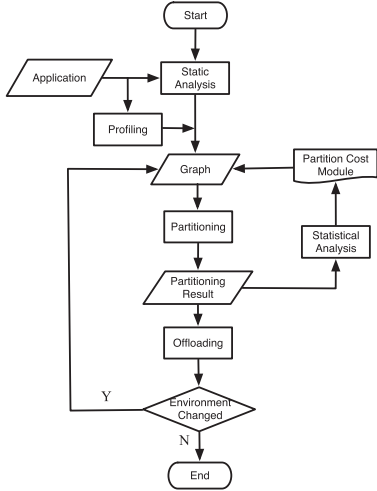 Start
Application
Static
Analysis
Profiling
Graph
Partition Cost
Module
Partitioning
Statistical
Analysis
Partitioning
Result
Offloading
Y
Environment
Changed
N
End